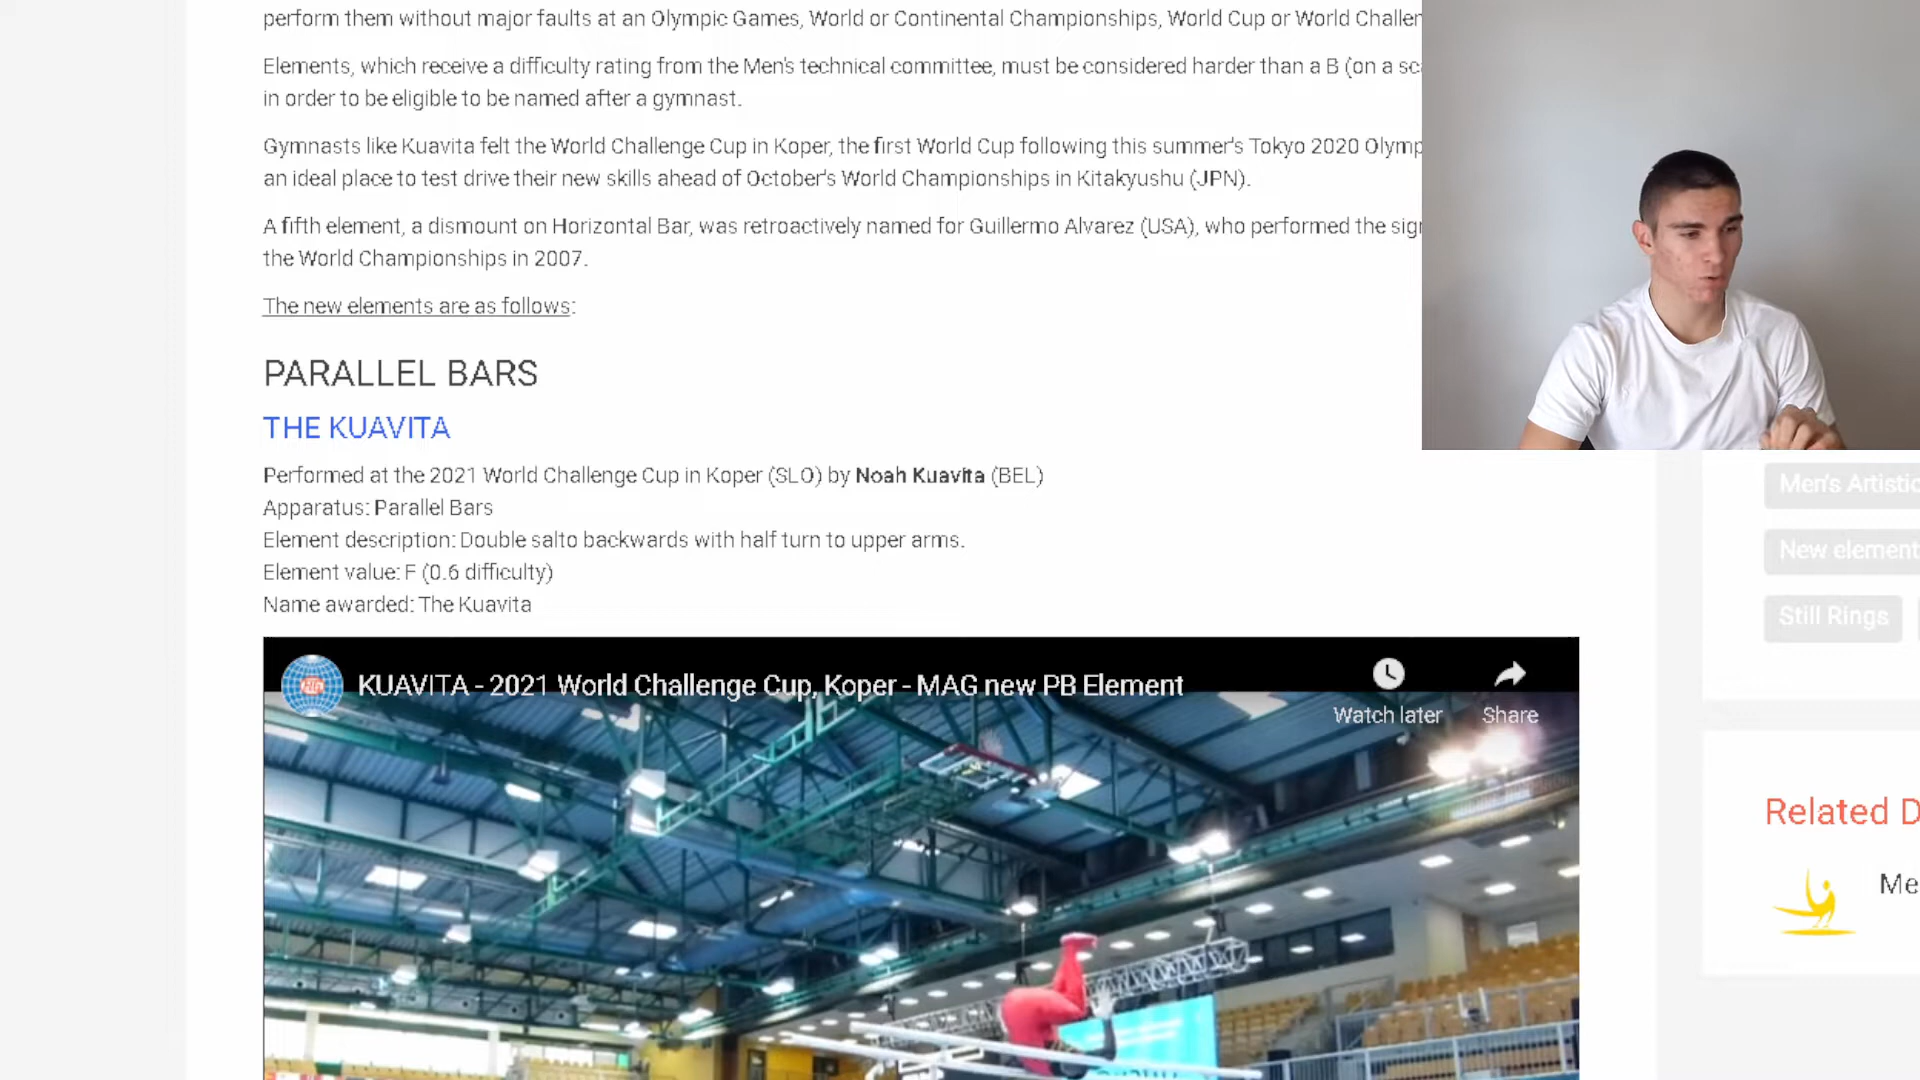 perform them without major faults at an Olympic Games, World or Continental Championships, World Cup or World Challen
Elements, which receive a difficulty rating from the Men's technical committee, must be considered harder than a B (on a sc
in order to be eligible to be named after a gymnast.
Gymnasts like Kuavita felt the World Challenge Cup in Koper, the first World Cup following this summer's Tokyo 2020 Olymp
an ideal place to test drive their new skills ahead of October's World Championships in Kitakyushu (JPN).
A fifth element, a dismount on Horizontal Bar, was retroactively named for Guillermo Alvarez (USA), who performed the sig
the World Championships in 2007.
The new elements are as follows:
PARALLEL BARS
THE KUAVITA
Performed at the 2021 World Challenge Cup in Koper (SLO) by Noah Kuavita (BEL)
Apparatus: Parallel Bars
Element description: Double salto backwards with half turn to upper arms.
Element value: F (0.6 difficulty)
Name awarded: The Kuavita
KUAVITA - 2021 World Challenge Cup, Koper - MAG new PB Element
Watch later
Share
Men's Artistic
New element
Still Rings
Related D
Me